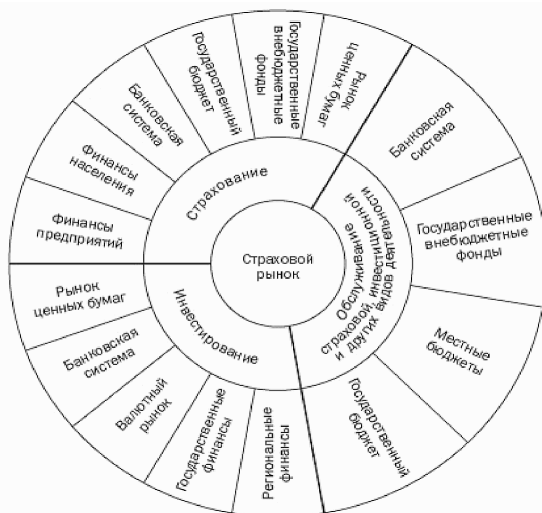 Страховой
рынок
Страхование
Финансы
предприятий
Финансы
населения
Банковская
система
Государственный
бюджет
Государственные
внебюджетные
фонды
Рынок
ценных бумаг
Обслуживание
страховой, инвестиционной
и других видов деятельности
Банковская
система
Государственные
внебюджетные
фонды
Местные
бюджеты
Государственный
бюджет
Инвестирование
Рынок
ценных бумаг
Банковская
система
Валютный
рынок
Государственные
финансы
Региональные
финансы